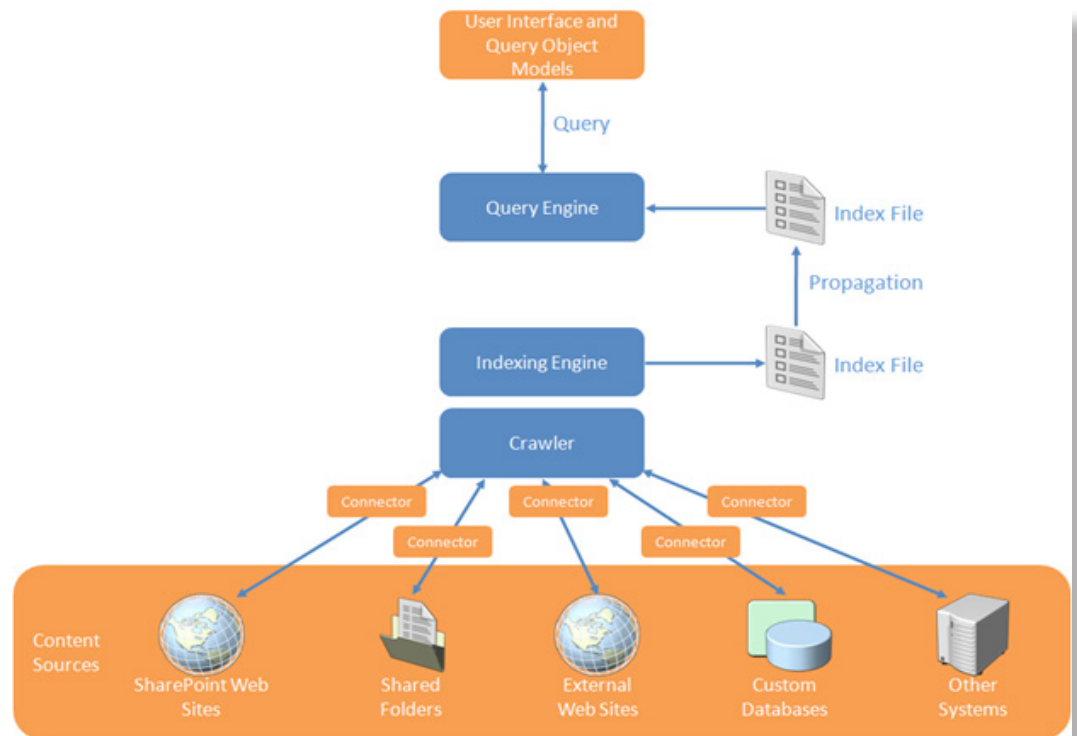 User Interface and
Query Object
Models
Query
Query Engine
Index File
Propagation
Indexing Engine
Index File
Crawler
Connector
Connector
Connector
Connector
Connector
Content
Sources
SharePoint Web
Sites
Shared
Folders
External
Web Sites
Custom
Databases
Other
Systems